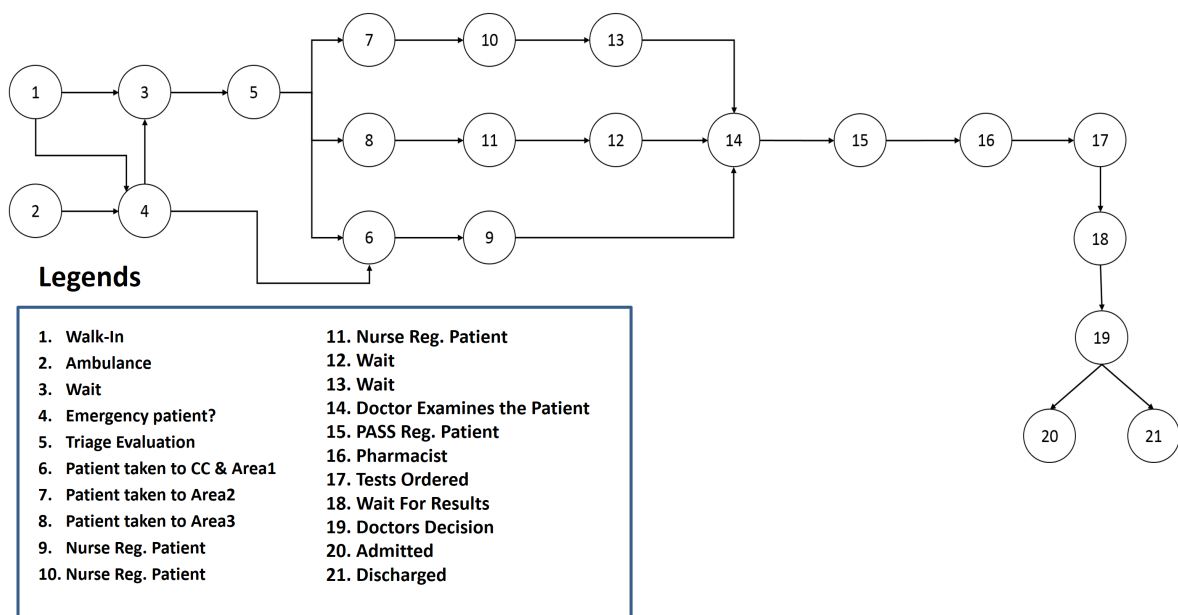 7
10
13
1
3
5
8
11
12
14
15
16
17
2
4
6
9
18
Legends
19
20
21
1. Walk-In
2. Ambulance
3. Wait
4. Emergency patient?
5. Triage Evaluation
6. Patient taken to CC & Area1
7. Patient taken to Area2
8. Patient taken to Area3
9. Nurse Reg. Patient
10. Nurse Reg. Patient
11. Nurse Reg. Patient
12. Wait
13. Wait
14. Doctor Examines the Patient
15. PASS Reg. Patient
16. Pharmacist
17. Tests Ordered
18. Wait For Results
19. Doctors Decision
20. Admitted
21. Discharged